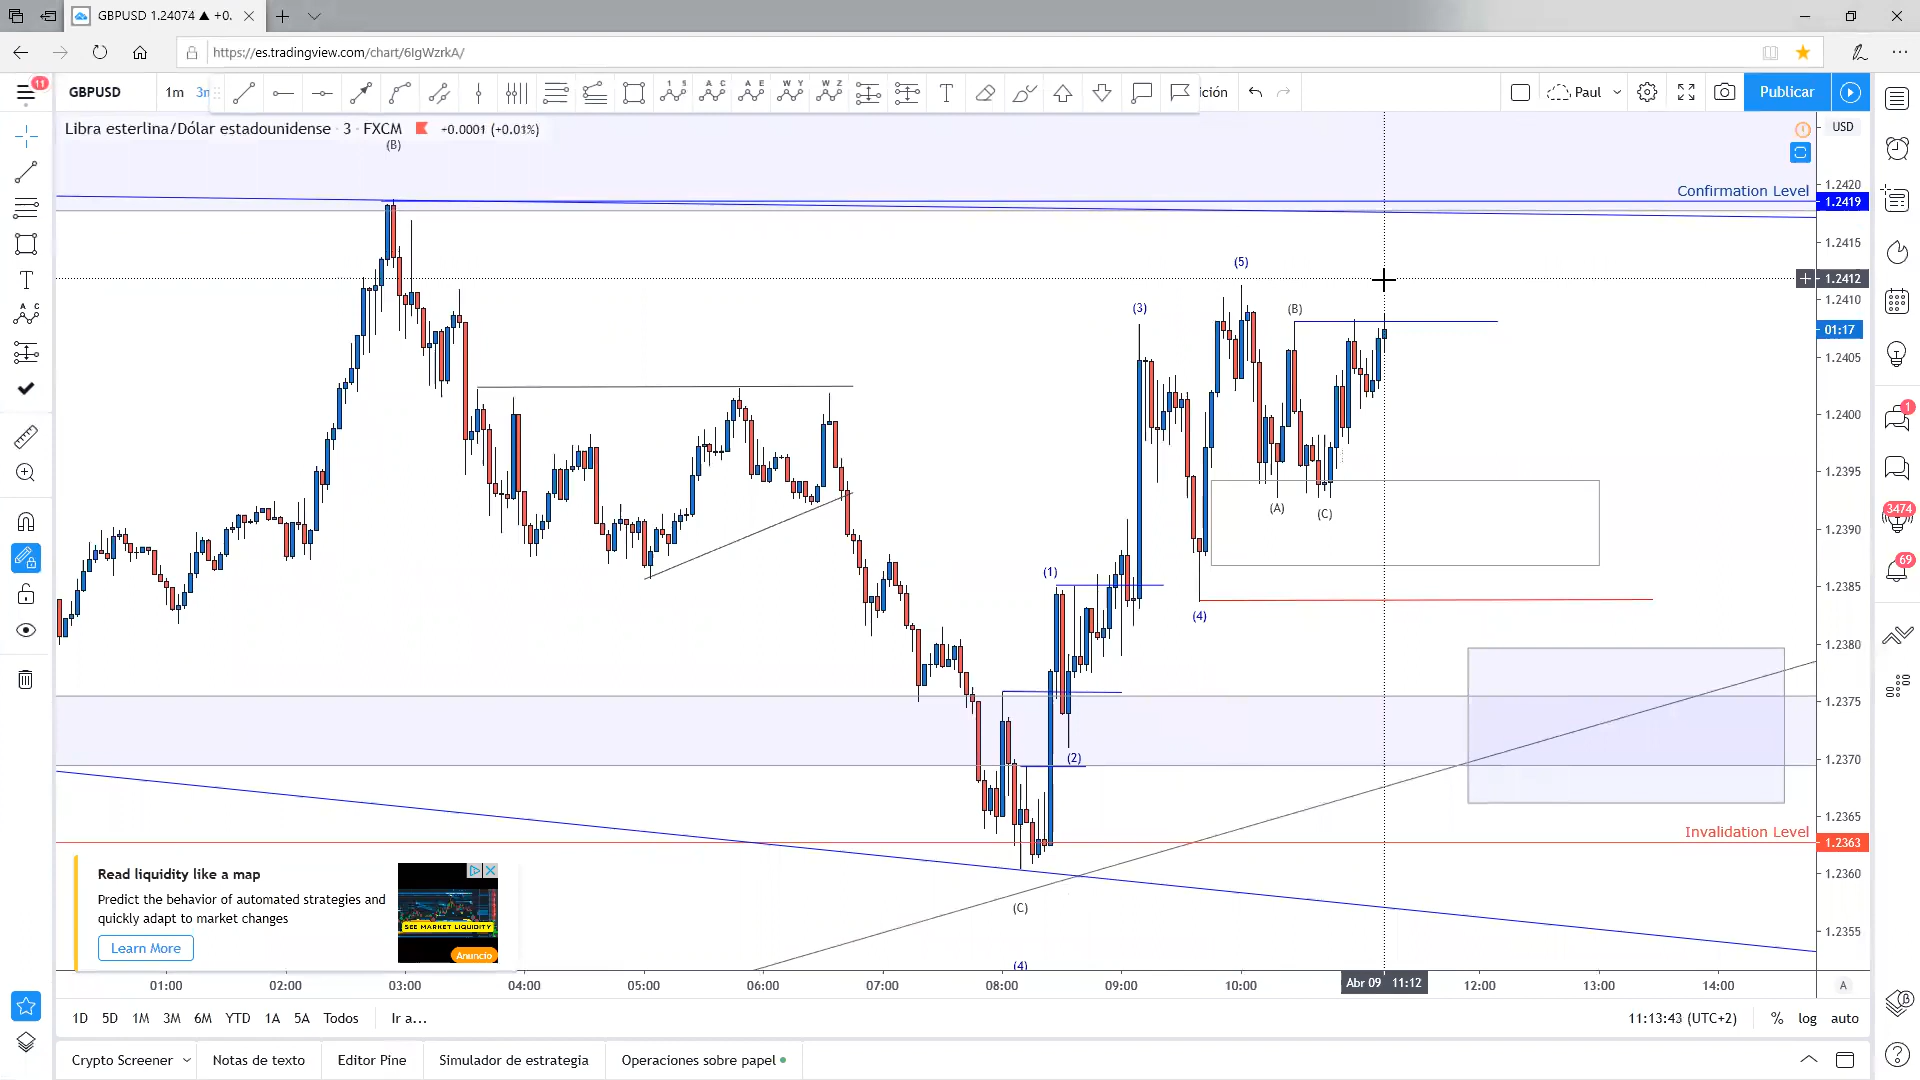 GBPUSD 1.24074 ▲ +0.
https://es.tradingview.com/chart/6IgWzrkA/
11
GBPUSD
1m
3m
1 5
A C
A E
W Y
W Z
T
ición
Paul
Publicar
Libra esterlina/Dólar estadounidense · 3 · FXCM
+0.0001 (+0.01%)
USD
(B)
Confirmation Level
1.2420
1.2419
1.2415
(5)
1.2412
1.2410
(3)
(B)
01:17
1.2405
1.2400
1.2395
(A)
(C)
1.2390
(1)
1.2385
(4)
1.2380
1.2375
(2)
1.2370
1.2365
Invalidation Level
1.2363
1.2360
(C)
1.2355
(4)
T
A C
1
3474
69
Read liquidity like a map
Predict the behavior of automated strategies and
quickly adapt to market changes
Learn More
SEE MARKET LIQUIDITY
Anuncio
01:00
02:00
03:00
04:00
05:00
06:00
07:00
08:00
09:00
10:00
Abr 09 11:12
12:00
13:00
14:00
A
1D
5D
1M
3M
6M
YTD
1A
5A
Todos
Ir a...
11:13:43 (UTC+2)
%
log
auto
Crypto Screener
Notas de texto
Editor Pine
Simulador de estrategia
Operaciones sobre papel